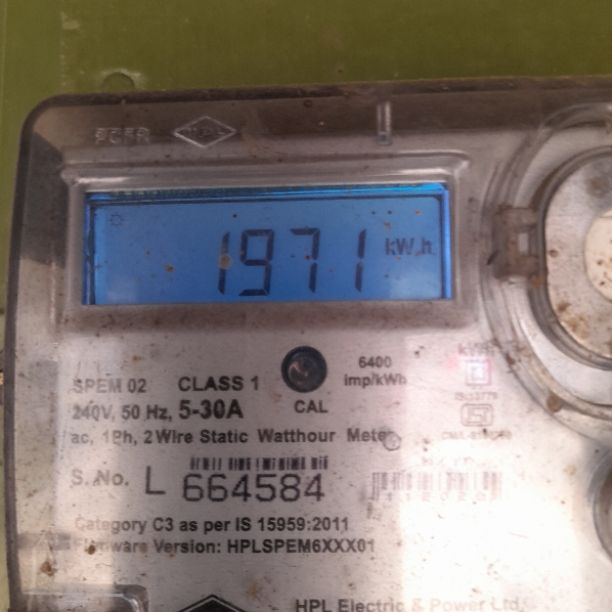 HPL
1971 kW.h
6400
imp/kWh
SPEM 02 CLASS 1
240V, 50 Hz, 5-30A CAL
ac, 1Ph, 2 Wire Static Watthour Meter
S. No. L 664584
Category C3 as per IS 15959:2011
Firmware Version: HPLSPEM6XXX01
HPL Electric & Power Ltd.